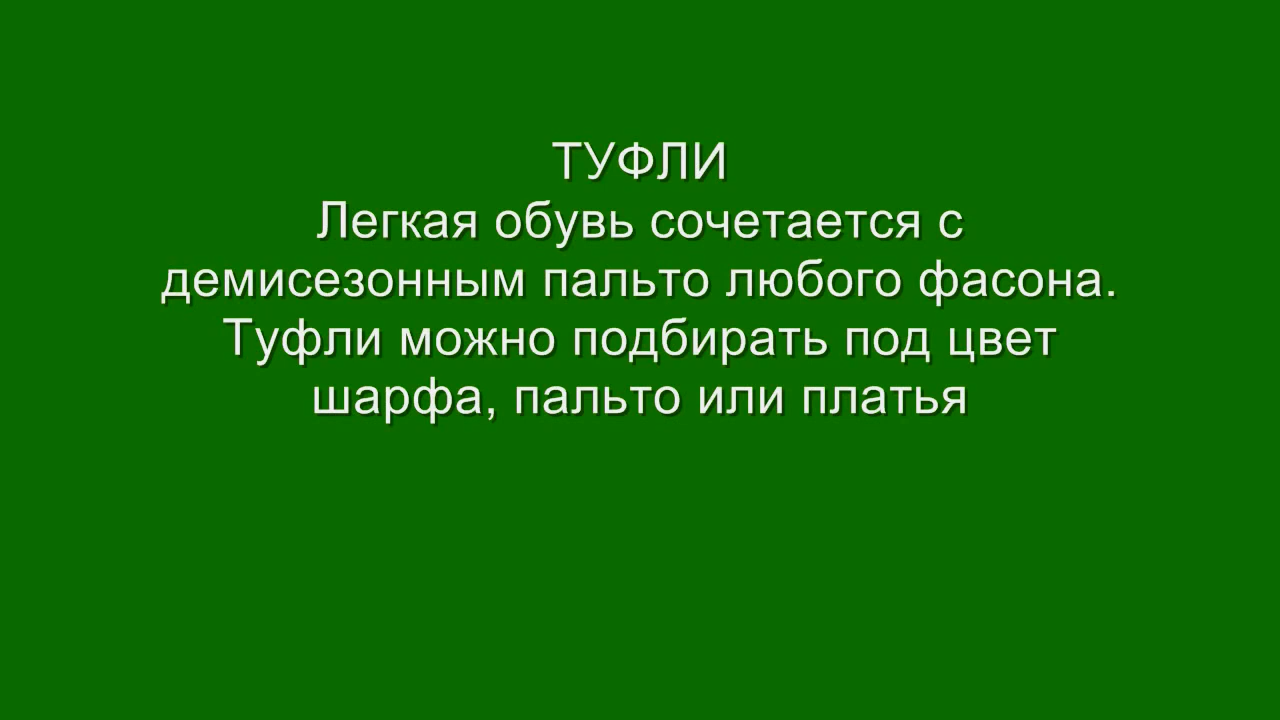 ТУФЛИ
Легкая обувь сочетается с
демисезонным пальто любого фасона.
Туфли можно подбирать под цвет
шарфа, пальто или платья